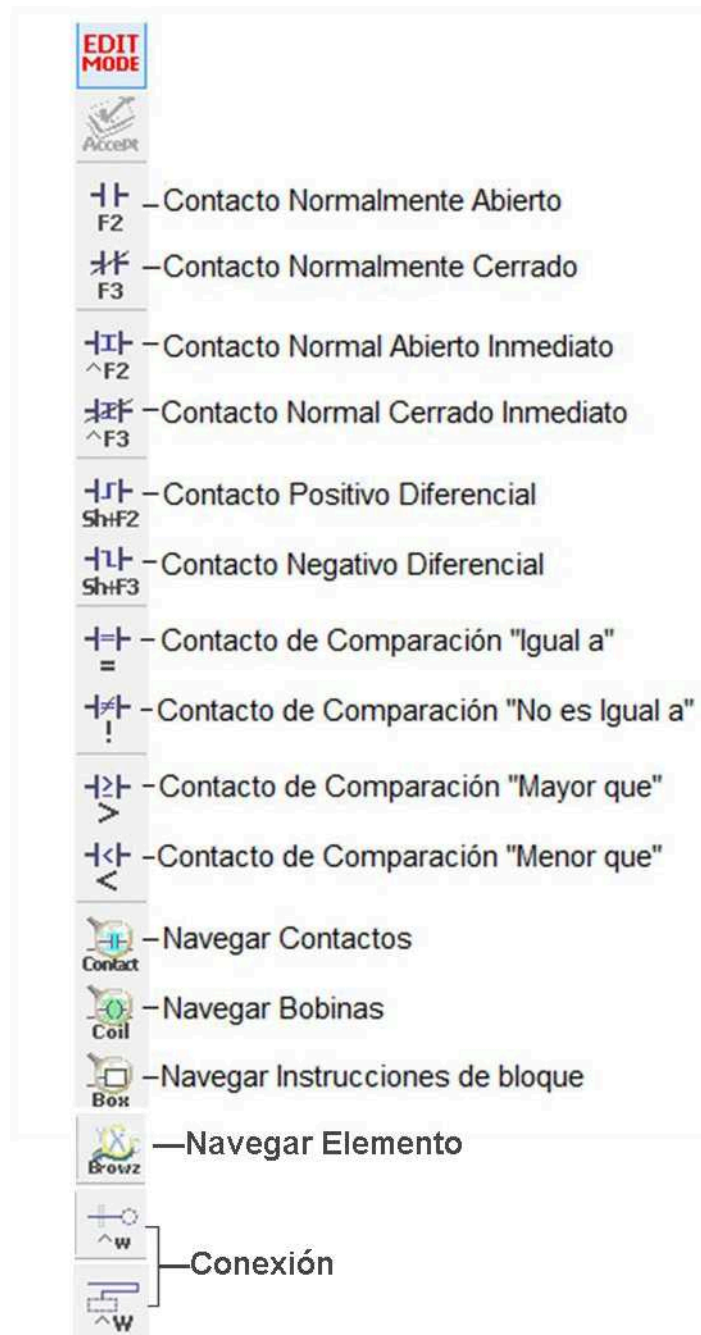 EDIT
MODE
Accept
F2
Contacto Normalmente Abierto
F3
Contacto Normalmente Cerrado
^F2
Contacto Normal Abierto Inmediato
^F3
Contacto Normal Cerrado Inmediato
Sh+F2
Contacto Positivo Diferencial
Sh+F3
Contacto Negativo Diferencial
=
=
Contacto de Comparación "Igual a"
≠
!
Contacto de Comparación "No es Igual a"
≥
>
Contacto de Comparación "Mayor que"
<
<
Contacto de Comparación "Menor que"
Contact
Navegar Contactos
Coil
Navegar Bobinas
Box
Navegar Instrucciones de bloque
Browz
Navegar Elemento
^w
Conexión
^W